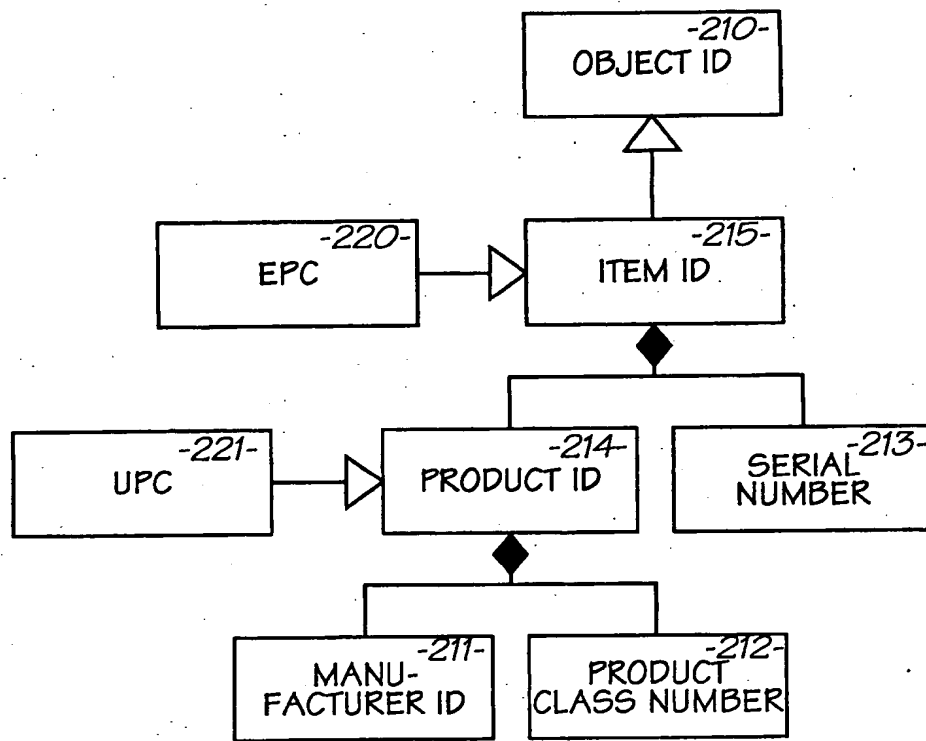 -210-
OBJECT ID
-220-
EPC
-215-
ITEM ID
-221-
UPC
-214-
PRODUCT ID
-213-
SERIAL
NUMBER
-211-
MANU-
FACTURER ID
-212-
PRODUCT
CLASS NUMBER